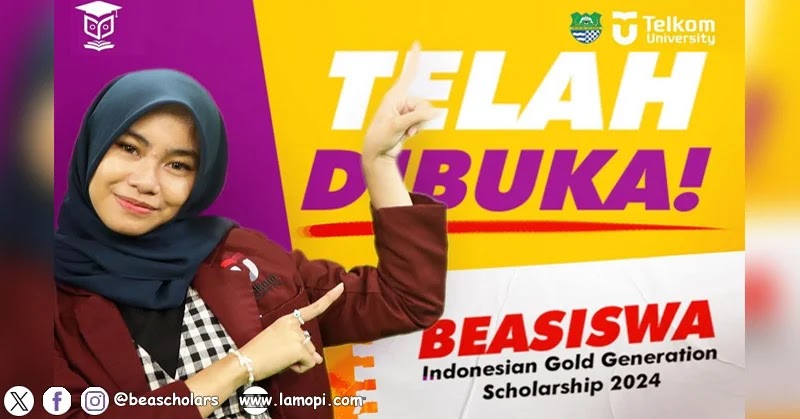 Telkom
University
TELAH
DIBUKA!
BEASISWA
Indonesian Gold Generation
Scholarship 2024
@beascholars www.lamopi.com